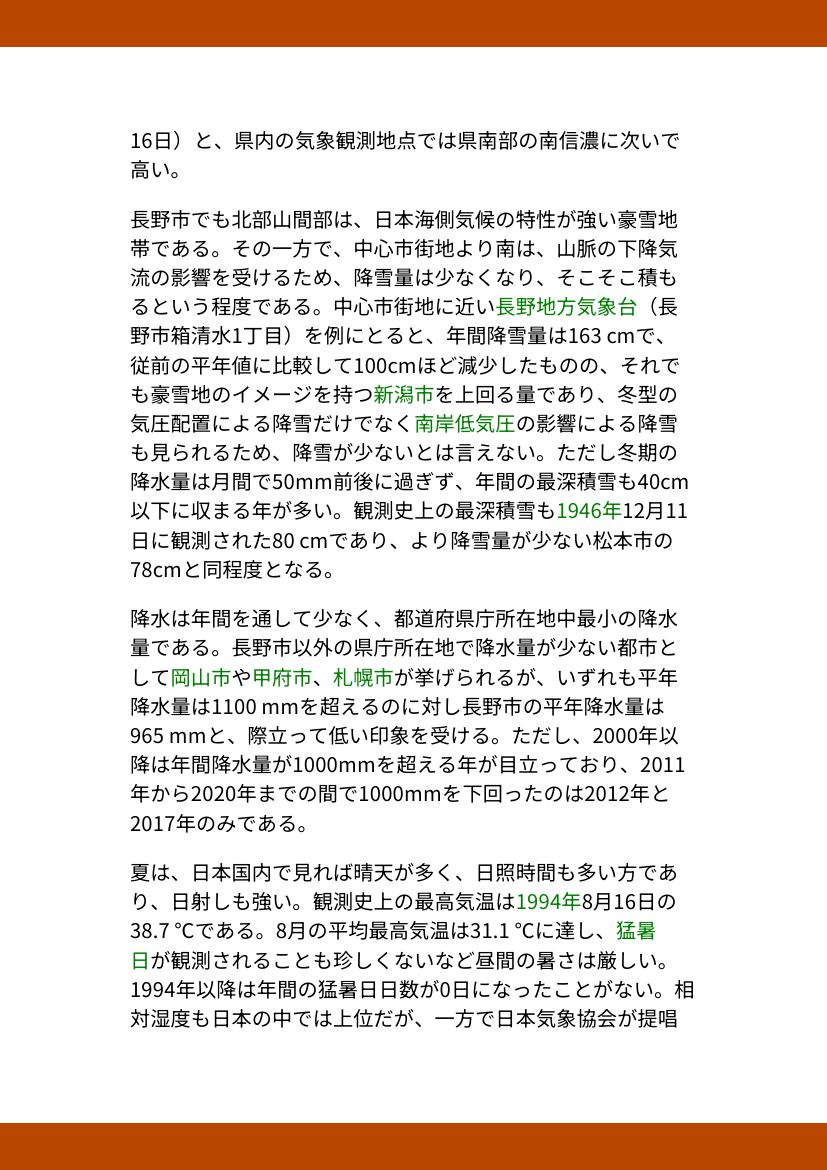 16日）と、県内の気象観測地点では県南部の南信濃に次いで
高い。
長野市でも北部山間部は、日本海側気候の特性が強い豪雪地
帯である。その一方で、中心市街地より南は、山脈の下降気
流の影響を受けるため、降雪量は少なくなり、そこそこ積も
るという程度である。中心市街地に近い長野地方気象台（長
野市箱清水1丁目）を例にとると、年間降雪量は163 cmで、
従前の平年値に比較して100cmほど減少したものの、それで
も豪雪地のイメージを持つ新潟市を上回る量であり、冬型の
気圧配置による降雪だけでなく南岸低気圧の影響による降雪
も見られるため、降雪が少ないとは言えない。ただし冬期の
降水量は月間で50mm前後に過ぎず、年間の最深積雪も40cm
以下に収まる年が多い。観測史上の最深積雪も1946年12月11
日に観測された80 cmであり、より降雪量が少ない松本市の
78cmと同程度となる。
降水は年間を通して少なく、都道府県庁所在地中最小の降水
量である。長野市以外の県庁所在地で降水量が少ない都市と
して岡山市や甲府市、札幌市が挙げられるが、いずれも平年
降水量は1100 mmを超えるのに対し長野市の平年降水量は
965 mmと、際立って低い印象を受ける。ただし、2000年以
降は年間降水量が1000mmを超える年が目立っており、2011
年から2020年までの間で1000mmを下回ったのは2012年と
2017年のみである。
夏は、日本国内で見れば晴天が多く、日照時間も多い方であ
り、日射しも強い。観測史上の最高気温は1994年8月16日の
38.7 ℃である。8月の平均最高気温は31.1 ℃に達し、猛暑
日が観測されることも珍しくないなど昼間の暑さは厳しい。
1994年以降は年間の猛暑日日数が0日になったことがない。相
対湿度も日本の中では上位だが、一方で日本気象協会が提唱